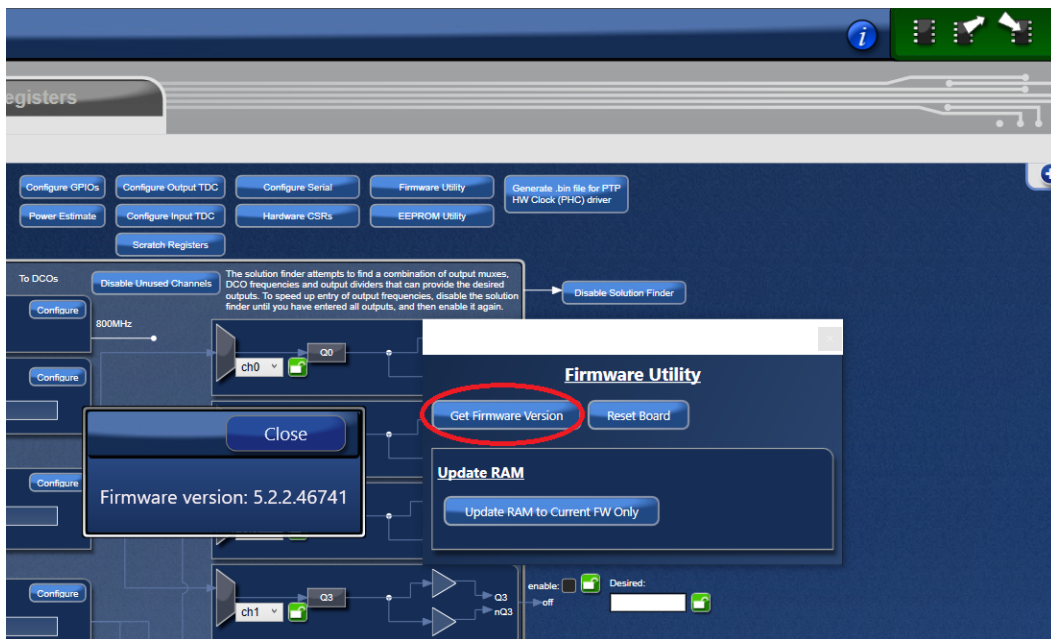 i
egisters
Configure GPIOs
Configure Output TDC
Configure Serial
Firmware Utility
Generate .bin file for PTP
HW Clock (PHC) driver
Power Estimate
Configure Input TDC
Hardware CSRs
EEPROM Utility
Scratch Registers
To DCOs
Disable Unused Channels
The solution finder attempts to find a combination of output muxes,
DCO frequencies and output dividers that can provide the desired
outputs. To speed up entry of output frequencies, disable the solution
finder until you have entered all outputs, and then enable it again.
Disable Solution Finder
Configure
800MHz
Q0
ch0
Configure
Firmware Utility
Get Firmware Version
Reset Board
Close
Firmware version: 5.2.2.46741
Update RAM
Configure
Update RAM to Current FW Only
Configure
Q3
ch1
Q3
nQ3
enable:
off
Desired: